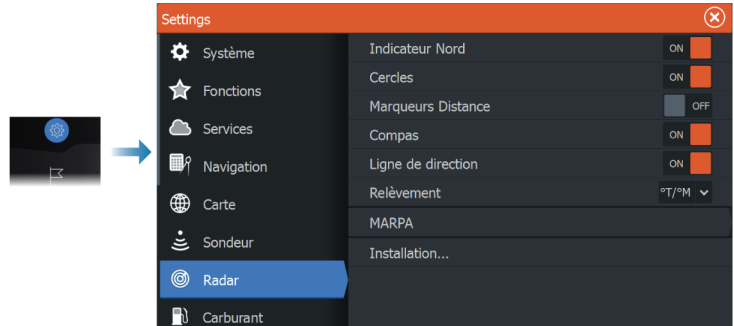 Settings
Système
Fonctions
Services
Navigation
Carte
Sondeur
Radar
Carburant
Indicateur Nord ON
Cercles ON
Marqueurs Distance OFF
Compas ON
Ligne de direction ON
Relèvement °T/°M
MARPA
Installation...